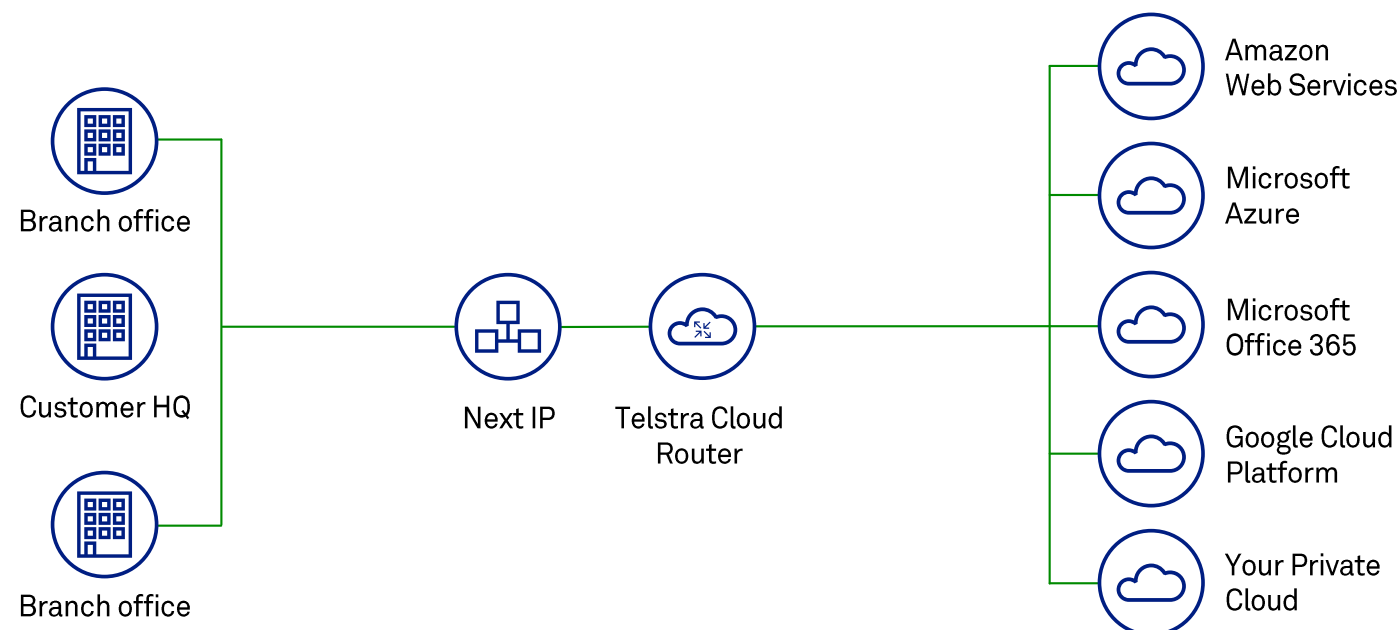 Branch office
Customer HQ
Branch office
Next IP
Telstra Cloud
Router
Amazon
Web Services
Microsoft
Azure
Microsoft
Office 365
Google Cloud
Platform
Your Private
Cloud